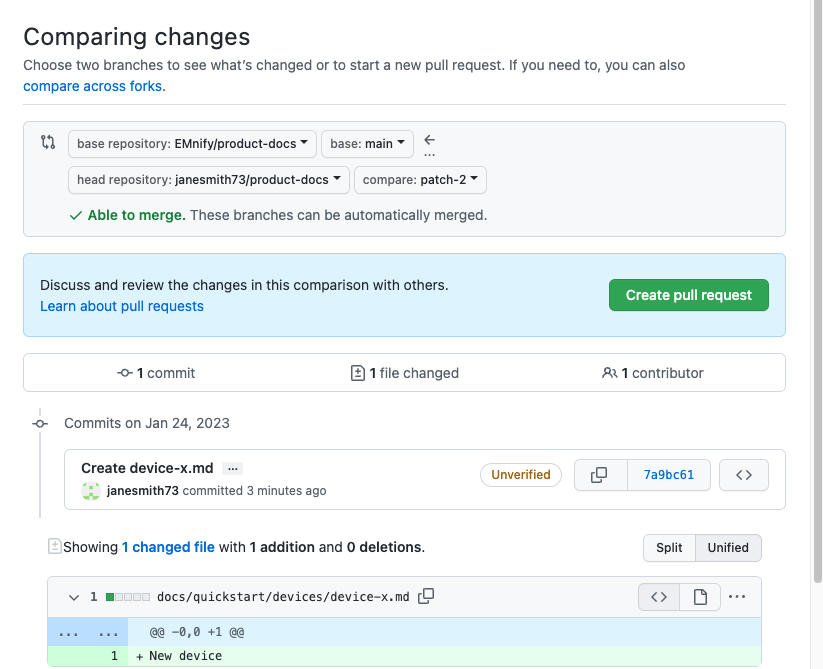 Comparing changes
Choose two branches to see what's changed or to start a new pull request. If you need to, you can also
compare across forks.
base repository: EMnify/product-docs base: main
...
head repository: janesmith73/product-docs compare: patch-2
Able to merge. These branches can be automatically merged.
Discuss and review the changes in this comparison with others.
Learn about pull requests
Create pull request
1 commit 1 file changed 1 contributor
Commits on Jan 24, 2023
Create device-x.md ...
janesmith73 committed 3 minutes ago
Unverified 7a9bc61 <>
Showing 1 changed file with 1 addition and 0 deletions.
Split Unified
1 docs/quickstart/devices/device-x.md <> ...
... ... @@ -0,0 +1 @@
1 + New device